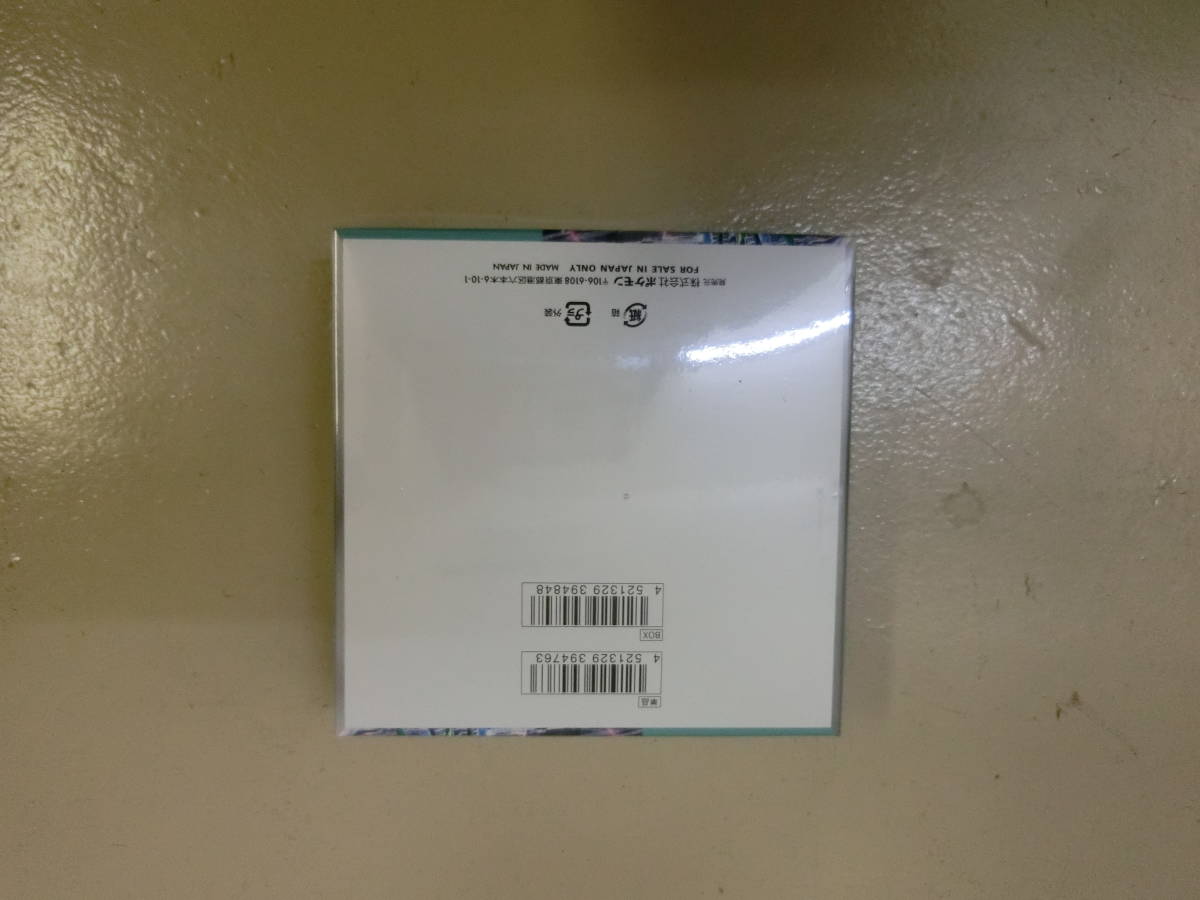 単品
4 521329 394763
BOX
4 521329 394848
紙 箱 プラ 外装
発売元 株式会社ポケモン 〒106-6108 東京都港区六本木6-10-1
FOR SALE IN JAPAN ONLY MADE IN JAPAN